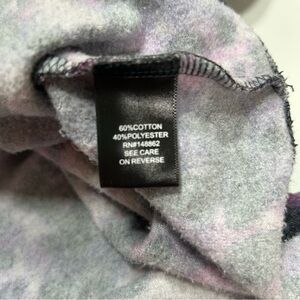 60%COTTON
40%POLYESTER
RN#148862
SEE CARE
ON REVERSE